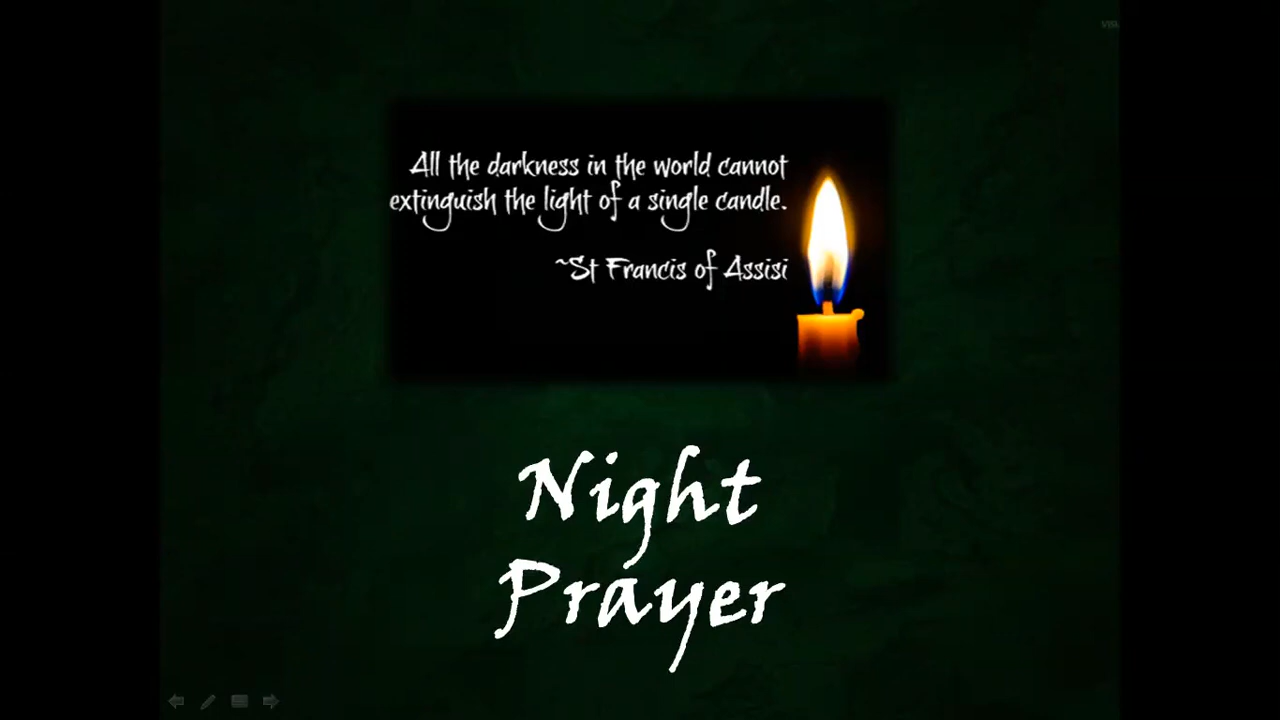 All the darkness in the world cannot
extinguish the light of a single candle.
~St Francis of Assisi
Night
Prayer